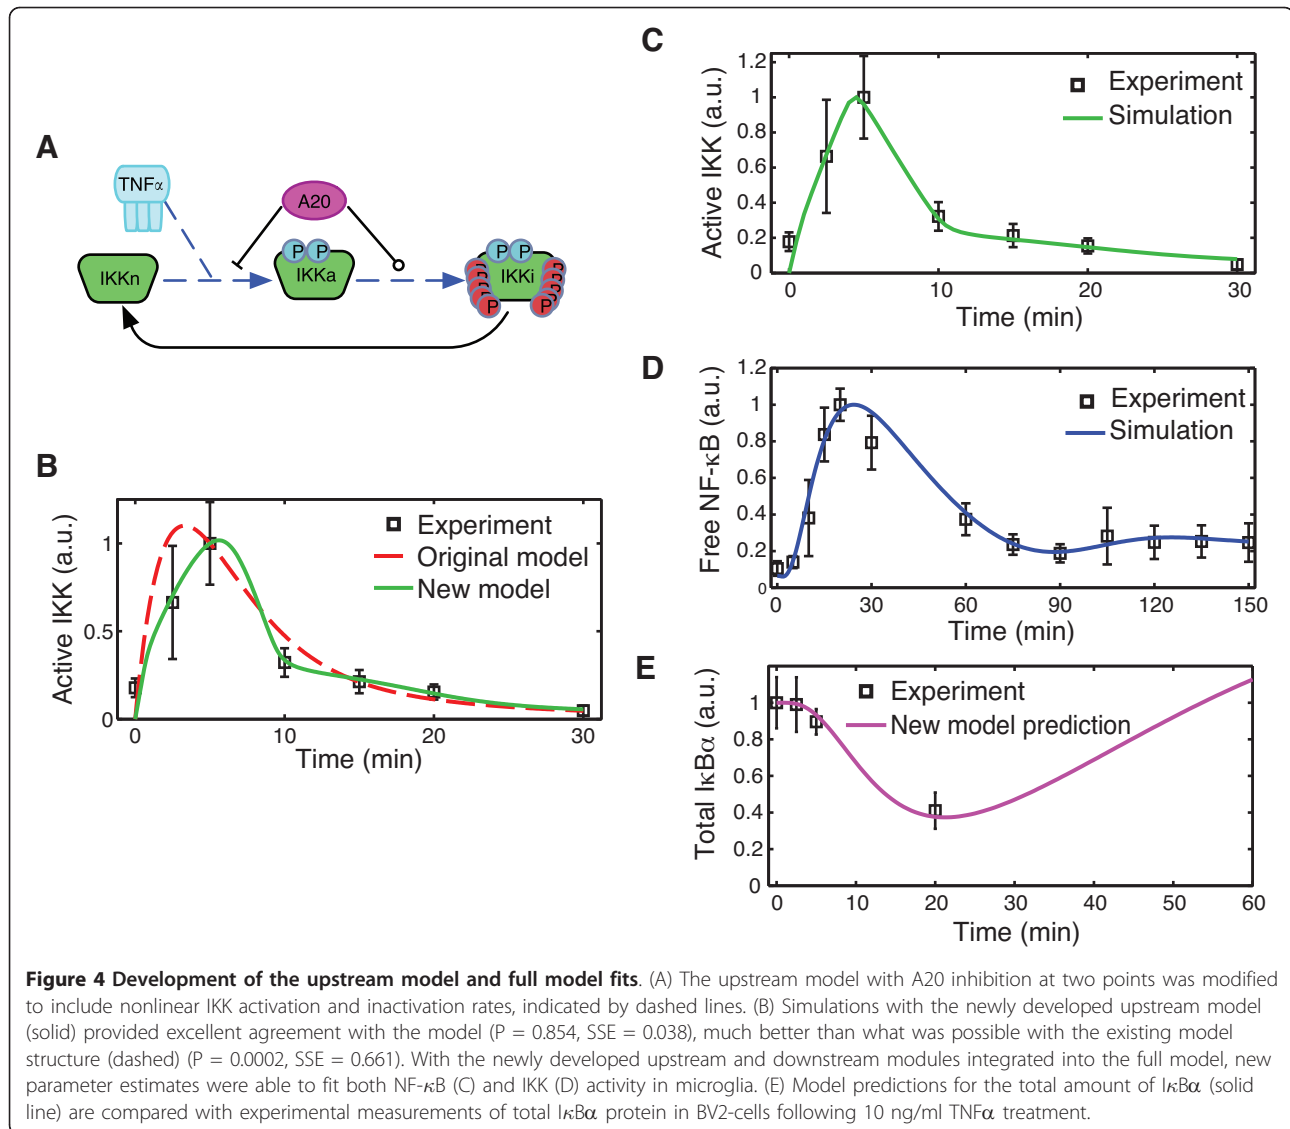 A
TNFα
A20
IKKn
P P
IKKa
P P
IKKi
P
P
B
Active IKK (a.u.)
1
0.5
0
Experiment
Original model
New model
0 10 20 30
Time (min)
C
Active IKK (a.u.)
1.2
1
0.8
0.6
0.4
0.2
0
Experiment
Simulation
0 10 20 30
Time (min)
D
Free NF-κB (a.u.)
1.2
1
0.8
0.6
0.4
0.2
0
Experiment
Simulation
0 30 60 90 120 150
Time (min)
E
Total IκBα (a.u.)
1
0.8
0.6
0.4
0.2
0
Experiment
New model prediction
0 10 20 30 40 50 60
Time (min)
Figure 4 Development of the upstream model and full model fits. (A) The upstream model with A20 inhibition at two points was modified
to include nonlinear IKK activation and inactivation rates, indicated by dashed lines. (B) Simulations with the newly developed upstream model
(solid) provided excellent agreement with the model (P = 0.854, SSE = 0.038), much better than what was possible with the existing model
structure (dashed) (P = 0.0002, SSE = 0.661). With the newly developed upstream and downstream modules integrated into the full model, new
parameter estimates were able to fit both NF-κB (C) and IKK (D) activity in microglia. (E) Model predictions for the total amount of IκBα (solid
line) are compared with experimental measurements of total IκBα protein in BV2-cells following 10 ng/ml TNFα treatment.